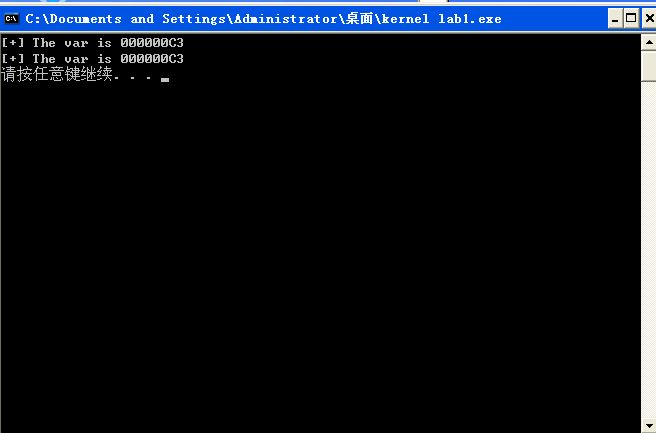 C:\Documents and Settings\Administrator\桌面\kernel lab1.exe
[+] The var is 000000C3
[+] The var is 000000C3
请按任意键继续. . .